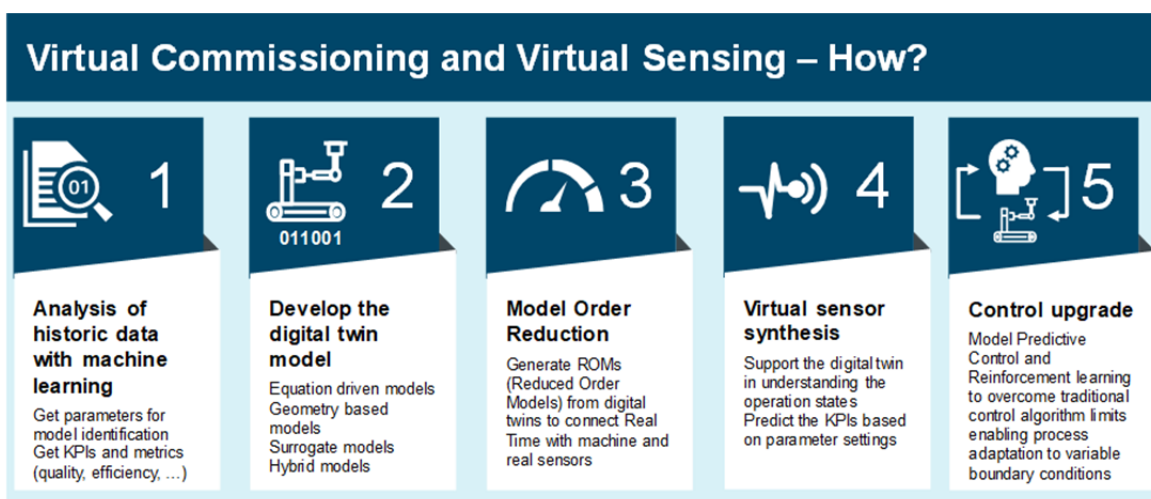 Virtual Commissioning and Virtual Sensing – How?
01
1
Analysis of
historic data
with machine
learning
Get parameters for
model identification
Get KPIs and metrics
(quality, efficiency, ...)
011001
2
Develop the
digital twin
model
Equation driven models
Geometry based
models
Surrogate models
Hybrid models
3
Model Order
Reduction
Generate ROMs
(Reduced Order
Models) from digital
twins to connect Real
Time with machine and
real sensors
4
Virtual sensor
synthesis
Support the digital twin
in understanding the
operation states
Predict the KPIs based
on parameter settings
5
Control upgrade
Model Predictive
Control and
Reinforcement learning
to overcome traditional
control algorithm limits
enabling process
adaptation to variable
boundary conditions